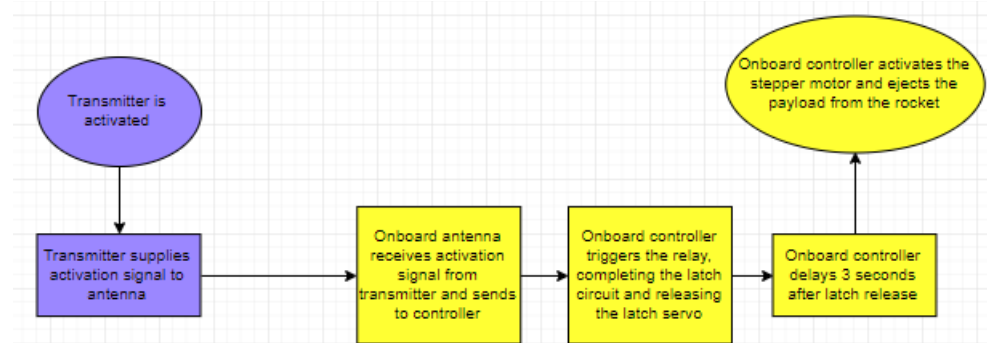 Transmitter is
activated
Transmitter supplies
activation signal to
antenna
Onboard antenna
receives activation
signal from
transmitter and sends
to controller
Onboard controller
triggers the relay,
completing the latch
circuit and releasing
the latch servo
Onboard controller
delays 3 seconds
after latch release
Onboard controller activates the
stepper motor and ejects the
payload from the rocket